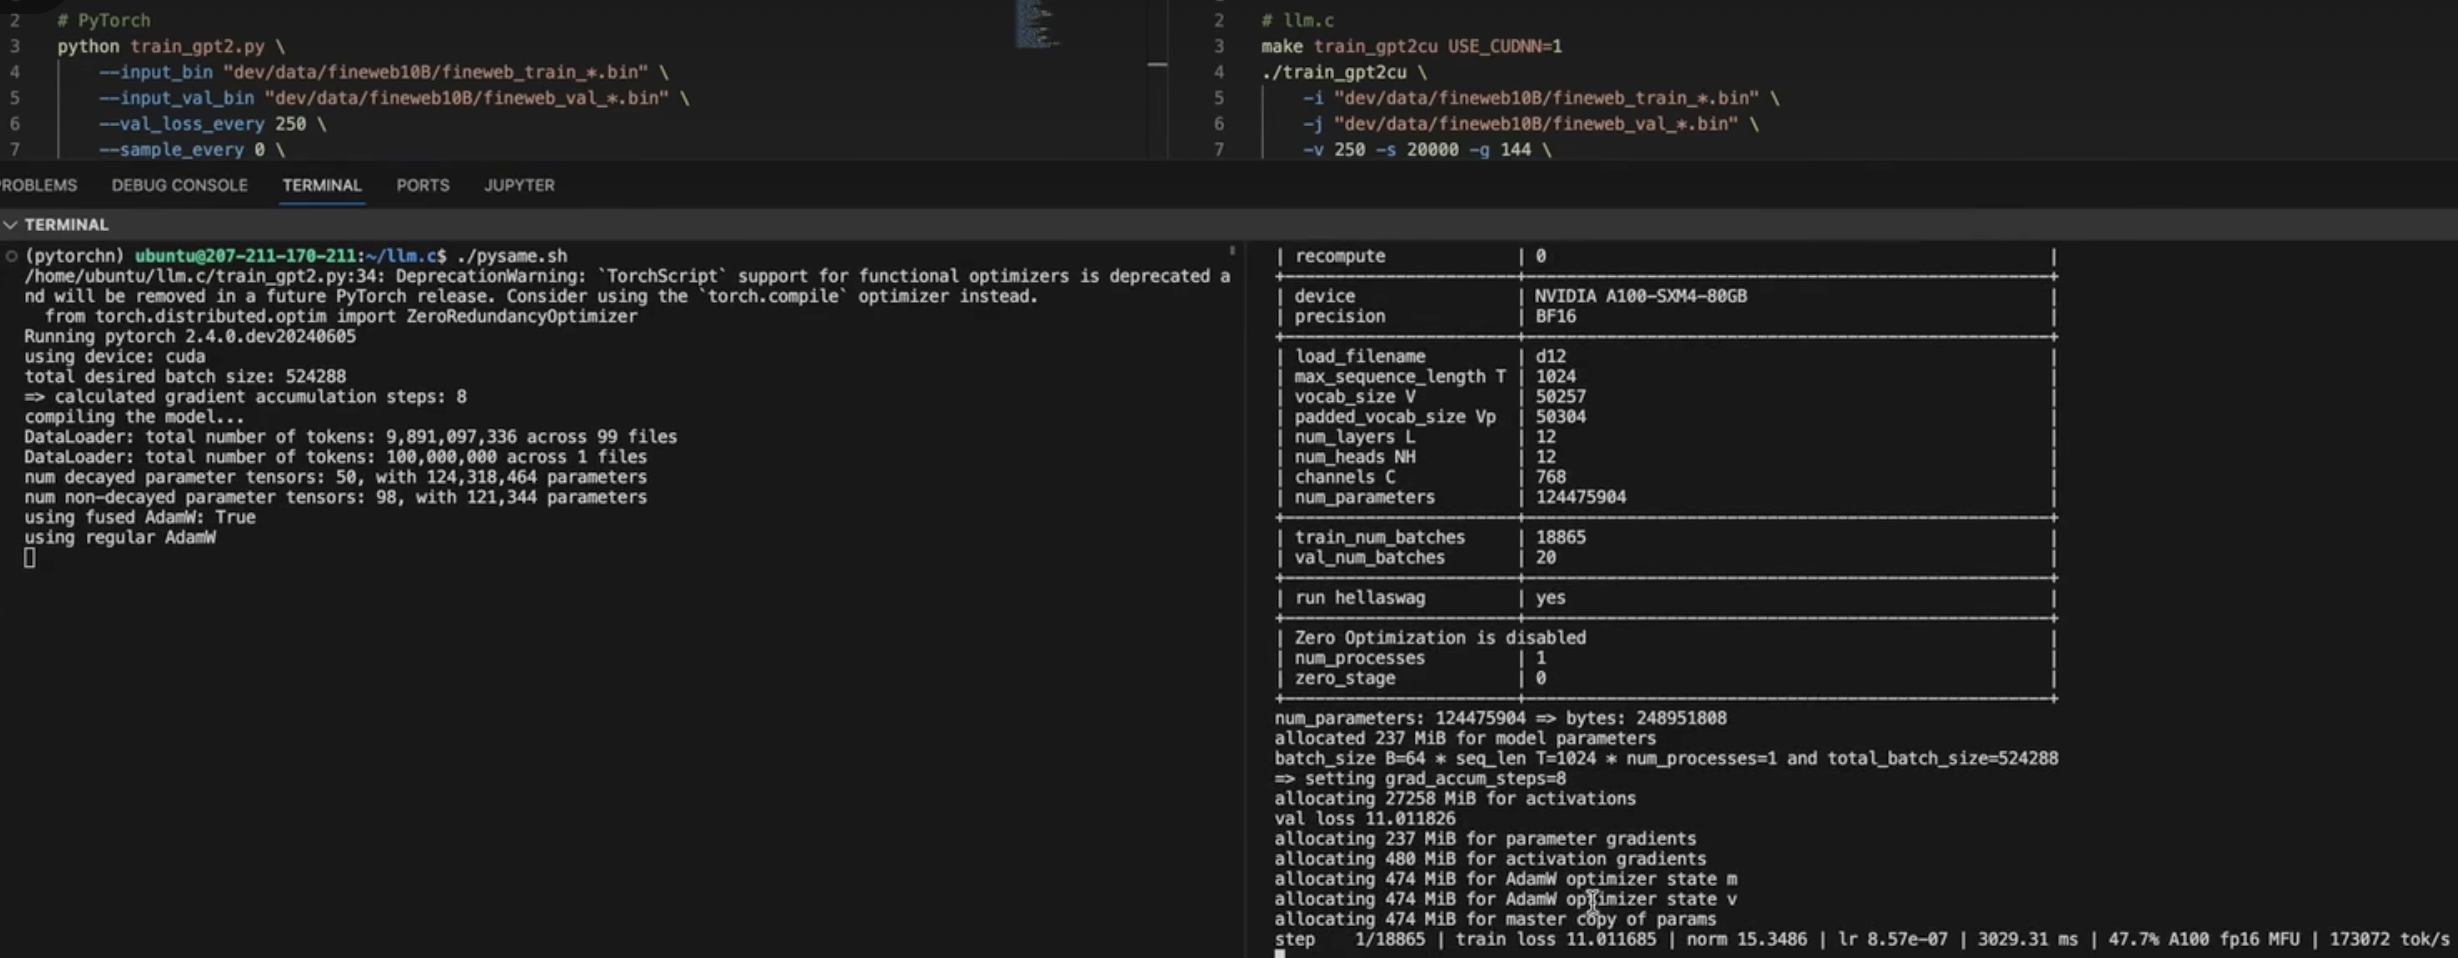 2 # PyTorch
3 python train_gpt2.py \
4 --input_bin "dev/data/fineweb10B/fineweb_train_*.bin" \
5 --input_val_bin "dev/data/fineweb10B/fineweb_val_*.bin" \
6 --val_loss_every 250 \
7 --sample_every 0 \
2 # llm.c
3 make train_gpt2cu USE_CUDNN=1
4 ./train_gpt2cu \
5 -i "dev/data/fineweb10B/fineweb_train_*.bin" \
6 -j "dev/data/fineweb10B/fineweb_val_*.bin" \
7 -v 250 -s 20000 -g 144 \
ROBLEMS DEBUG CONSOLE TERMINAL PORTS JUPYTER
TERMINAL
(pytorchn) ubuntu@207-211-170-211:~/llm.c$ ./pysame.sh
/home/ubuntu/llm.c/train_gpt2.py:34: DeprecationWarning: `TorchScript` support for functional optimizers is deprecated a
nd will be removed in a future PyTorch release. Consider using the `torch.compile` optimizer instead.
from torch.distributed.optim import ZeroRedundancyOptimizer
Running pytorch 2.4.0.dev20240605
using device: cuda
total desired batch size: 524288
=> calculated gradient accumulation steps: 8
compiling the model...
DataLoader: total number of tokens: 9,891,097,336 across 99 files
DataLoader: total number of tokens: 100,000,000 across 1 files
num decayed parameter tensors: 50, with 124,318,464 parameters
num non-decayed parameter tensors: 98, with 121,344 parameters
using fused AdamW: True
using regular AdamW
| recompute | 0 |
| device | NVIDIA A100-SXM4-80GB |
| precision | BF16 |
| load_filename | d12 |
| max_sequence_length T | 1024 |
| vocab_size V | 50257 |
| padded_vocab_size Vp | 50304 |
| num_layers L | 12 |
| num_heads NH | 12 |
| channels C | 768 |
| num_parameters | 124475904 |
| train_num_batches | 18865 |
| val_num_batches | 20 |
| run hellaswag | yes |
| Zero Optimization is disabled |
| num_processes | 1 |
| zero_stage | 0 |
num_parameters: 124475904 => bytes: 248951808
allocated 237 MiB for model parameters
batch_size B=64 * seq_len T=1024 * num_processes=1 and total_batch_size=524288
=> setting grad_accum_steps=8
allocating 27258 MiB for activations
val loss 11.011826
allocating 237 MiB for parameter gradients
allocating 480 MiB for activation gradients
allocating 474 MiB for AdamW optimizer state m
allocating 474 MiB for AdamW optimizer state v
allocating 474 MiB for master copy of params
step 1/18865 | train loss 11.011685 | norm 15.3486 | lr 8.57e-07 | 3029.31 ms | 47.7% A100 fp16 MFU | 173072 tok/s